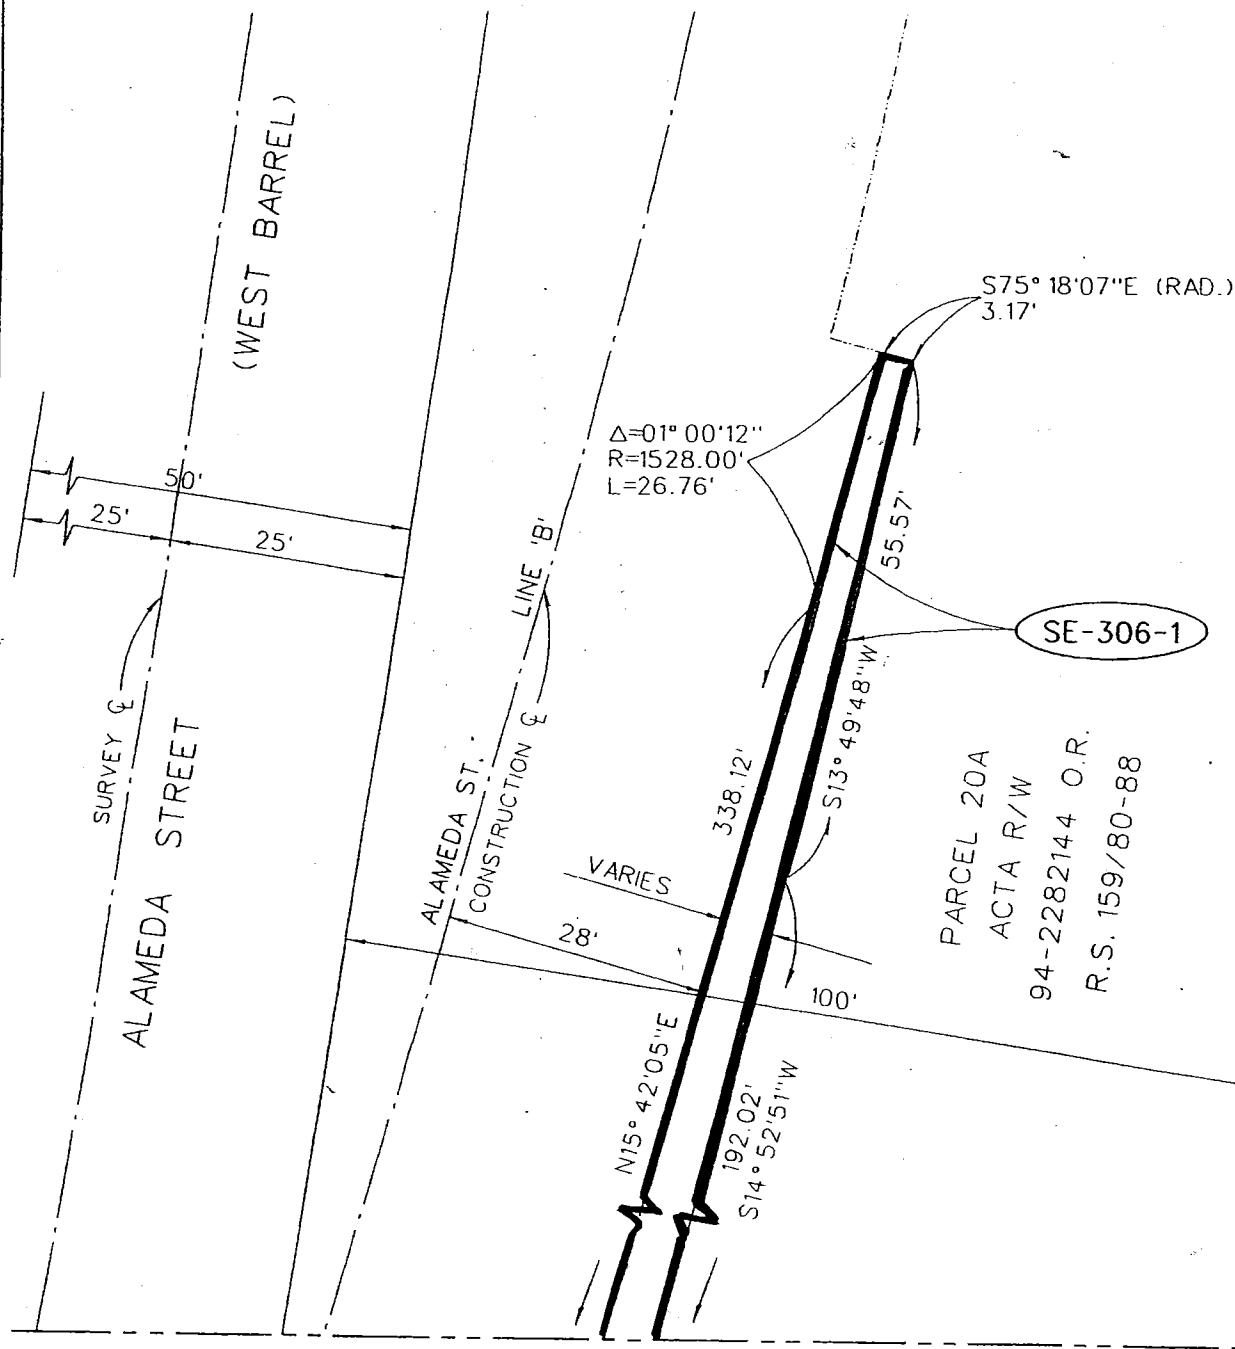 (WEST BARREL)
S75°18'07"E (RAD.)
3.17'
Δ=01°00'12"
R=1528.00'
L=26.76'
50'
25'
25'
LINE 'B'
55.57'
SE-306-1
SURVEY ℄
ALAMEDA STREET
ALAMEDA ST.
CONSTRUCTION ℄
338.12'
S13°49'48"W
PARCEL 20A
ACTA R/W
94-2282144 O.R.
R.S. 159/80-88
VARIES
28'
100'
N15°42'05"E
192.02'
S14°52'51"W